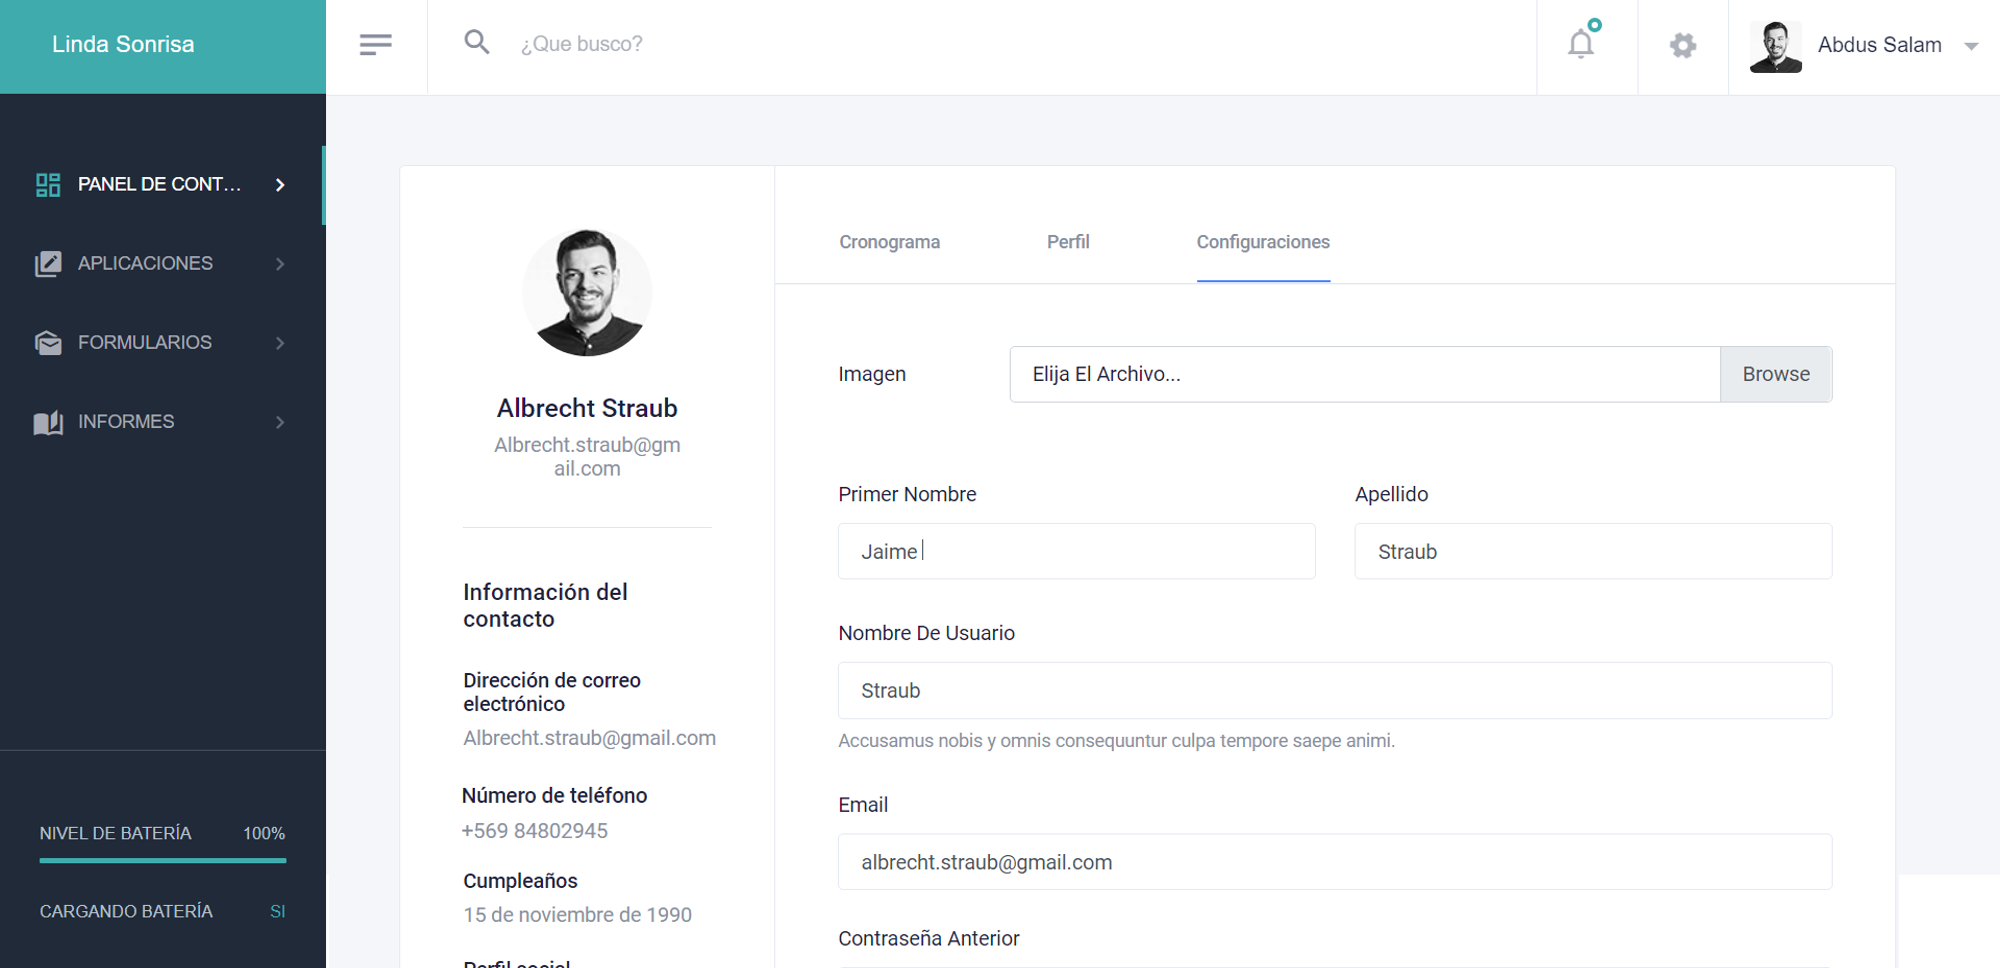 Linda Sonrisa
¿Que busco?
Abdus Salam
PANEL DE CONT...
APLICACIONES
FORMULARIOS
INFORMES
NIVEL DE BATERÍA 100%
CARGANDO BATERÍA SI
Albrecht Straub
Albrecht.straub@gm
ail.com
Información del
contacto
Dirección de correo
electrónico
Albrecht.straub@gmail.com
Número de teléfono
+569 84802945
Cumpleaños
15 de noviembre de 1990
Perfil social
Cronograma Perfil Configuraciones
Imagen Elija El Archivo... Browse
Primer Nombre Apellido
Jaime Straub
Nombre De Usuario
Straub
Accusamus nobis y omnis consequuntur culpa tempore saepe animi.
Email
albrecht.straub@gmail.com
Contraseña Anterior